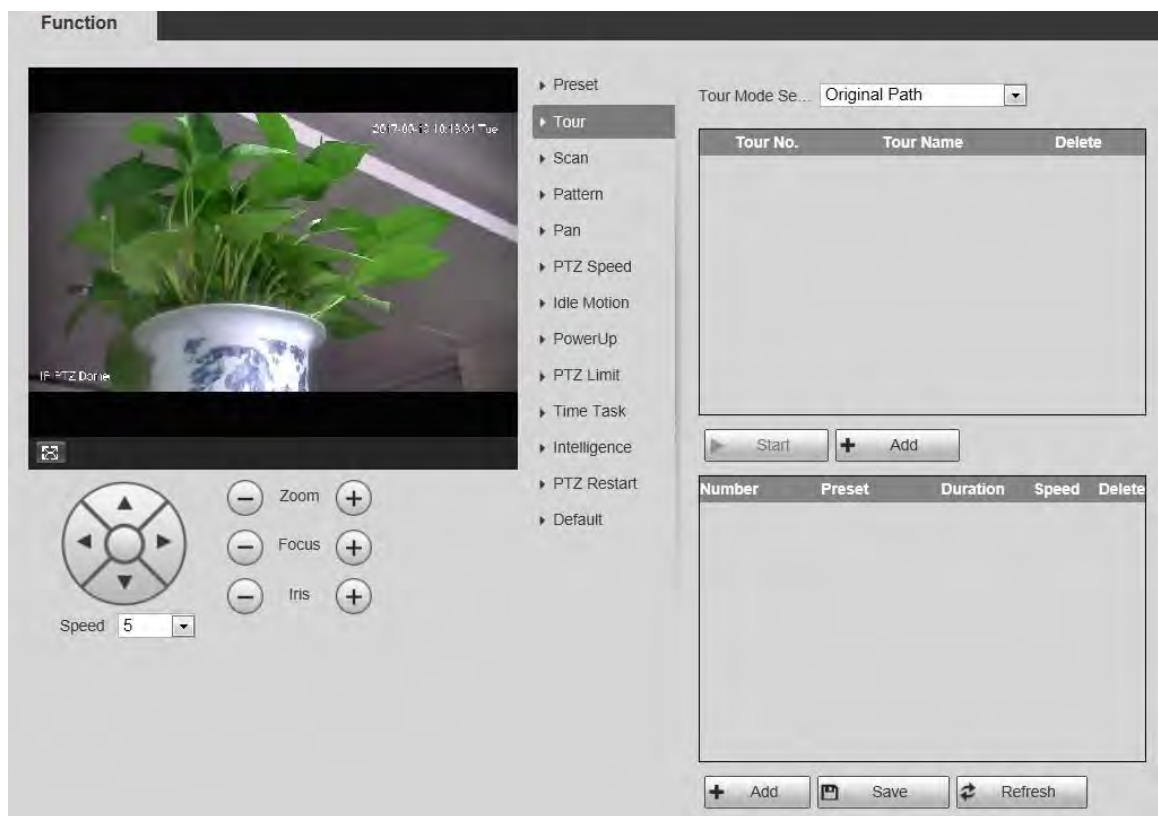 Function
Tue
PTZ Dome
Zoom
Focus
Iris
Speed 5
Preset
Tour
Scan
Pattern
Pan
PTZ Speed
Idle Motion
PowerUp
PTZ Limit
Time Task
Intelligence
PTZ Restart
Default
Tour Mode Se... Original Path
Tour No. Tour Name Delete
Start Add
Number Preset Duration Speed Delete
Add Save Refresh